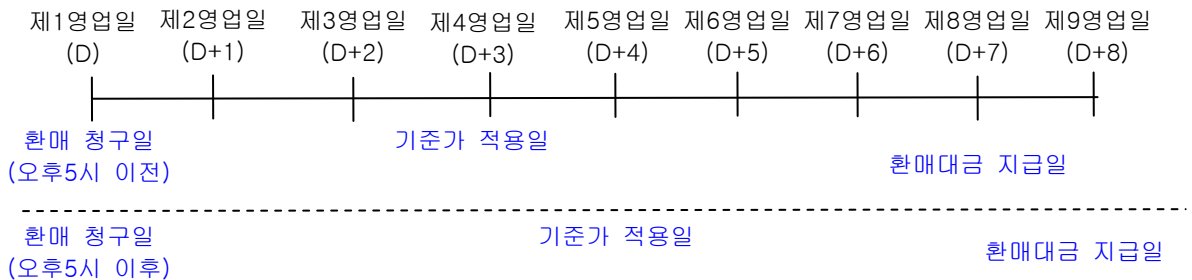 제1영업일 제2영업일 제3영업일 제4영업일 제5영업일 제6영업일 제7영업일 제8영업일 제9영업일
(D) (D+1) (D+2) (D+3) (D+4) (D+5) (D+6) (D+7) (D+8)
환매 청구일 기준가 적용일
(오후5시 이전) 환매대금 지급일
환매 청구일 기준가 적용일
(오후5시 이후) 환매대금 지급일